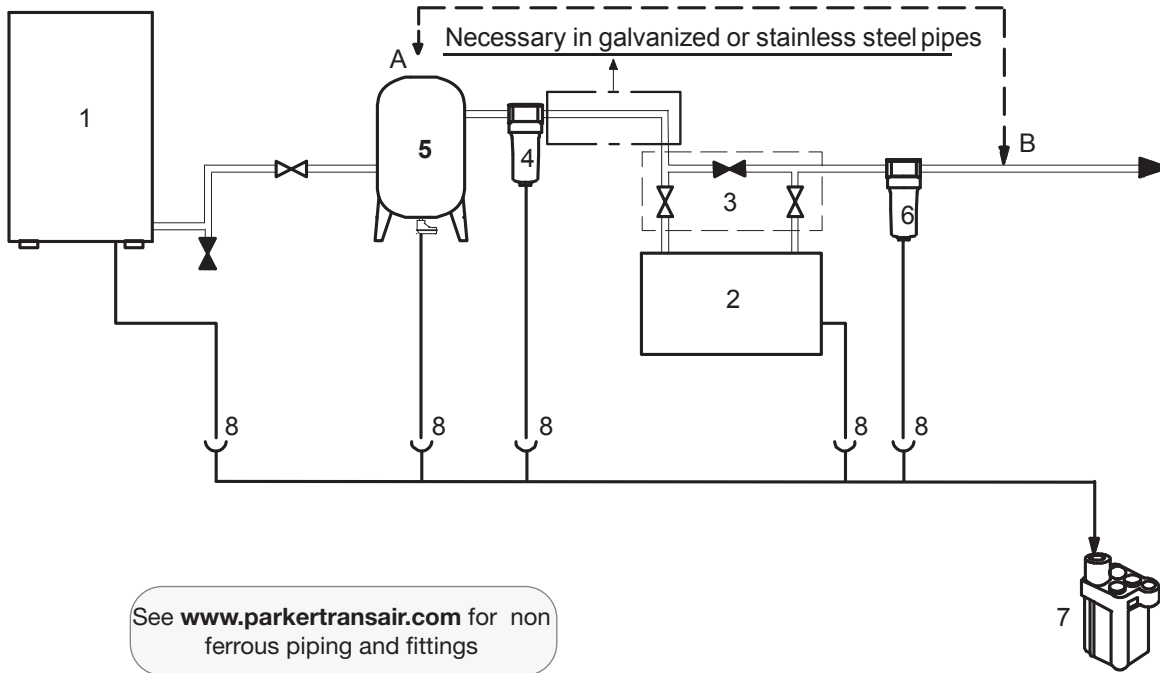 Necessary in galvanized or stainless steel pipes
A
1
5
4
B
3
6
2
8
8
8
8
8
7
See www.parkertransair.com for non
ferrous piping and fittings